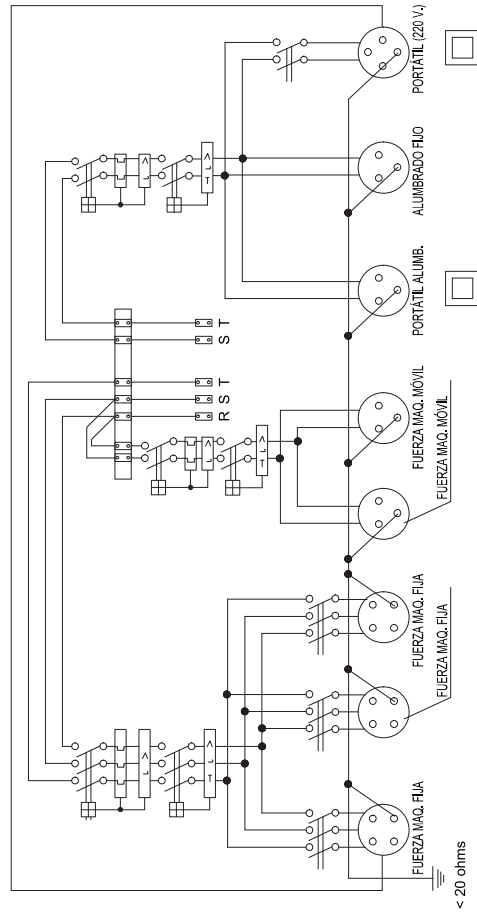 PORTÁTIL (220 V.)
ALUMBRADO FIJO
PORTÁTIL ALUMB.
FUERZA MAQ. MÓVIL
FUERZA MAQ. MÓVIL
FUERZA MAQ. FIJA
FUERZA MAQ. FIJA
FUERZA MAQ. FIJA
R S T
S T
< 20 ohms